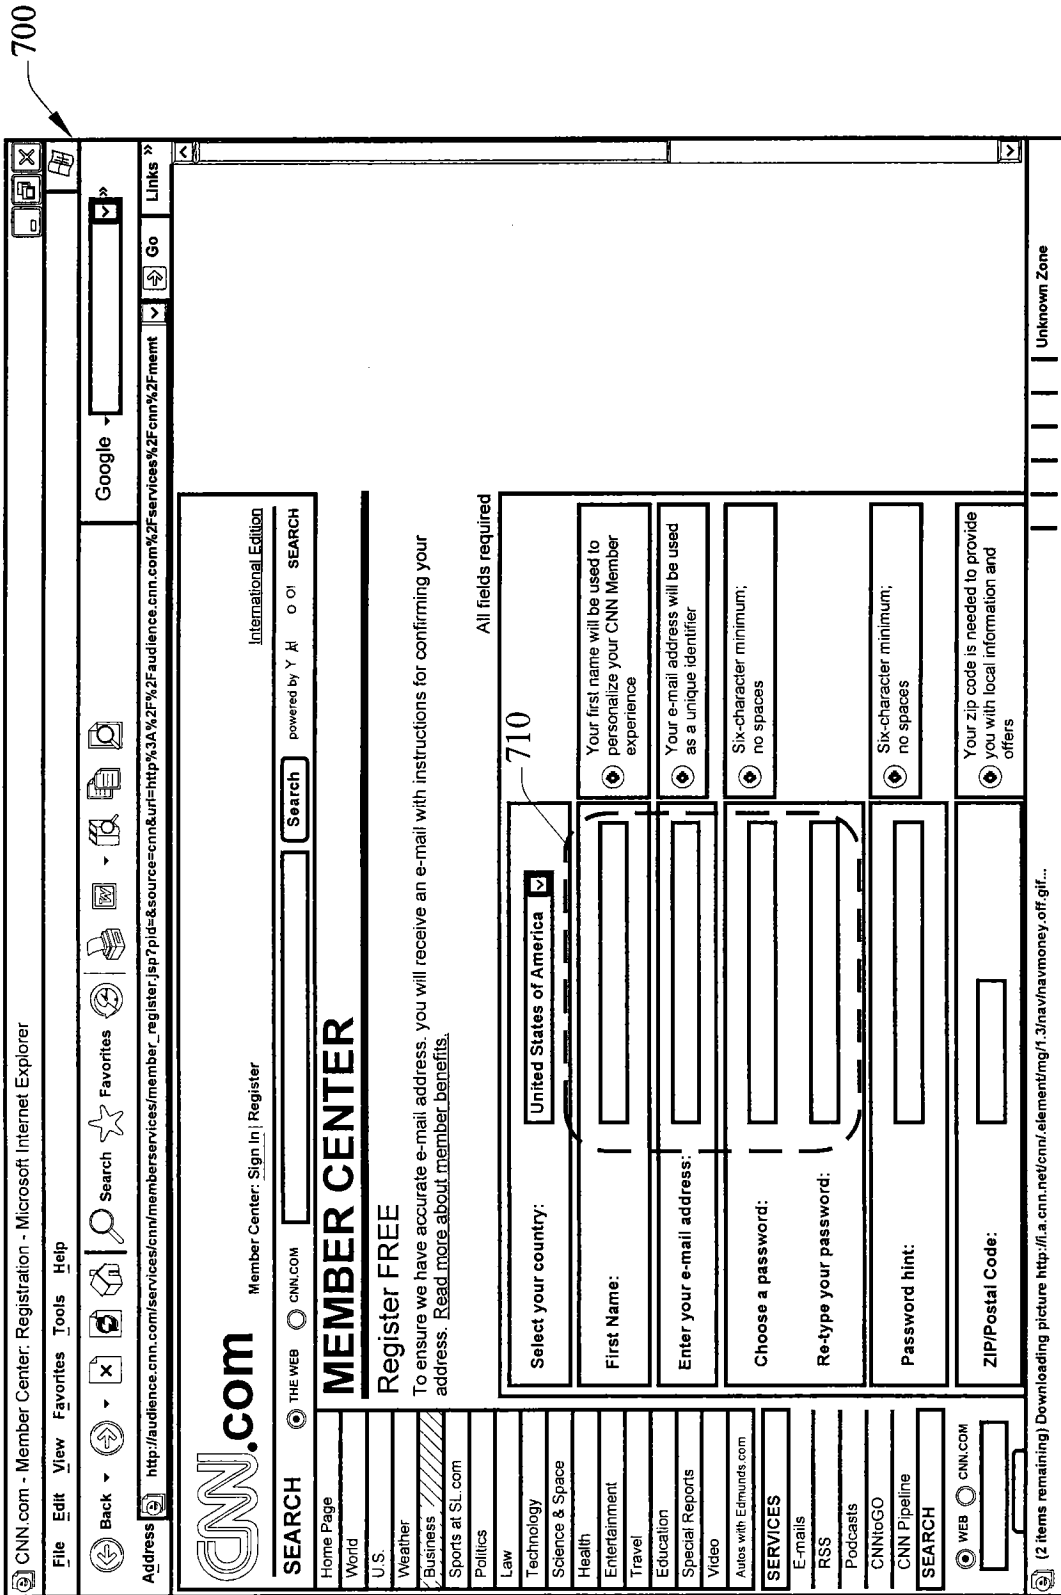 700
CNN.com - Member Center: Registration - Microsoft Internet Explorer
File Edit View Favorites Tools Help
Back Search Favorites Google »
Address http://audience.cnn.com/services/cnn/memberservices/member_register.jsp?pid=&source=cnn&url=http%3A%2F%2Faudience.cnn.com%2Fservices%2Fcnn%2Fmemt Go Links »
CNN.com
Member Center: Sign In | Register
International Edition
SEARCH THE WEB CNN.COM Search powered by Y A! O O! SEARCH
Home Page
World
U.S.
Weather
Business
Sports at SL.com
Politics
Law
Technology
Science & Space
Health
Entertainment
Travel
Education
Special Reports
Video
Autos with Edmunds.com
SERVICES
E-mails
RSS
Podcasts
CNNtoGO
CNN Pipeline
SEARCH
WEB CNN.COM
MEMBER CENTER
Register FREE
To ensure we have accurate e-mail address, you will receive an e-mail with instructions for confirming your
address. Read more about member benefits.
All fields required
710
Select your country: United States of America
First Name:
Your first name will be used to
personalize your CNN Member
experience
Enter your e-mail address:
Your e-mail address will be used
as a unique identifier
Choose a password:
Six-character minimum;
no spaces
Re-type your password:
Password hint:
Six-character minimum;
no spaces
ZIP/Postal Code:
Your zip code is needed to provide
you with local information and
offers
(2 items remaining) Downloading picture http://i.a.cnn.net/cnn/.element/mg/1.3/nav/navmoney.off.gif... Unknown Zone